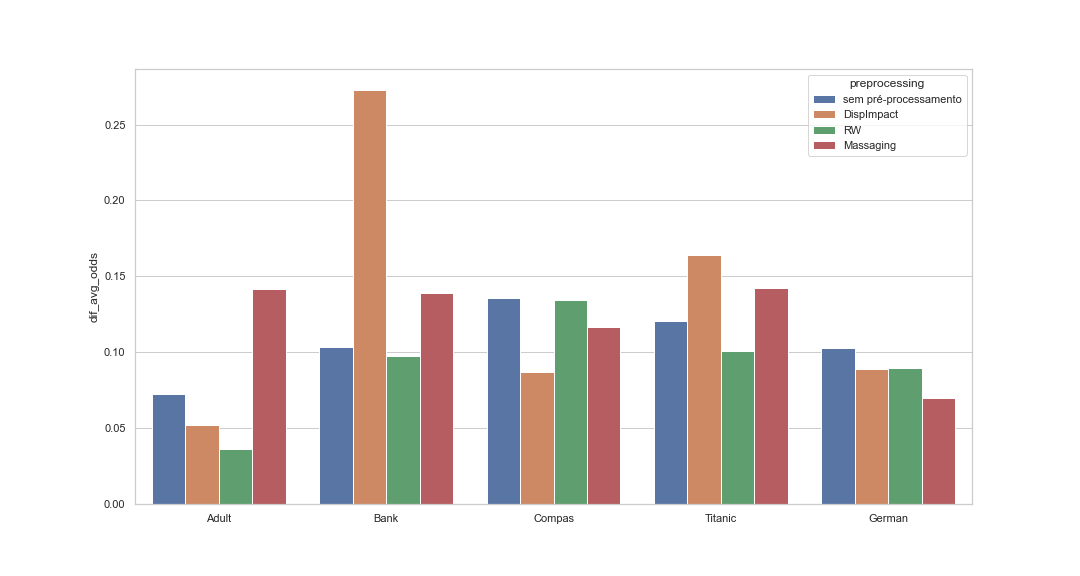 preprocessing
sem pré-processamento
DispImpact
RW
Massaging
dif_avg_odds
0.25
0.20
0.15
0.10
0.05
0.00
Adult
Bank
Compas
Titanic
German